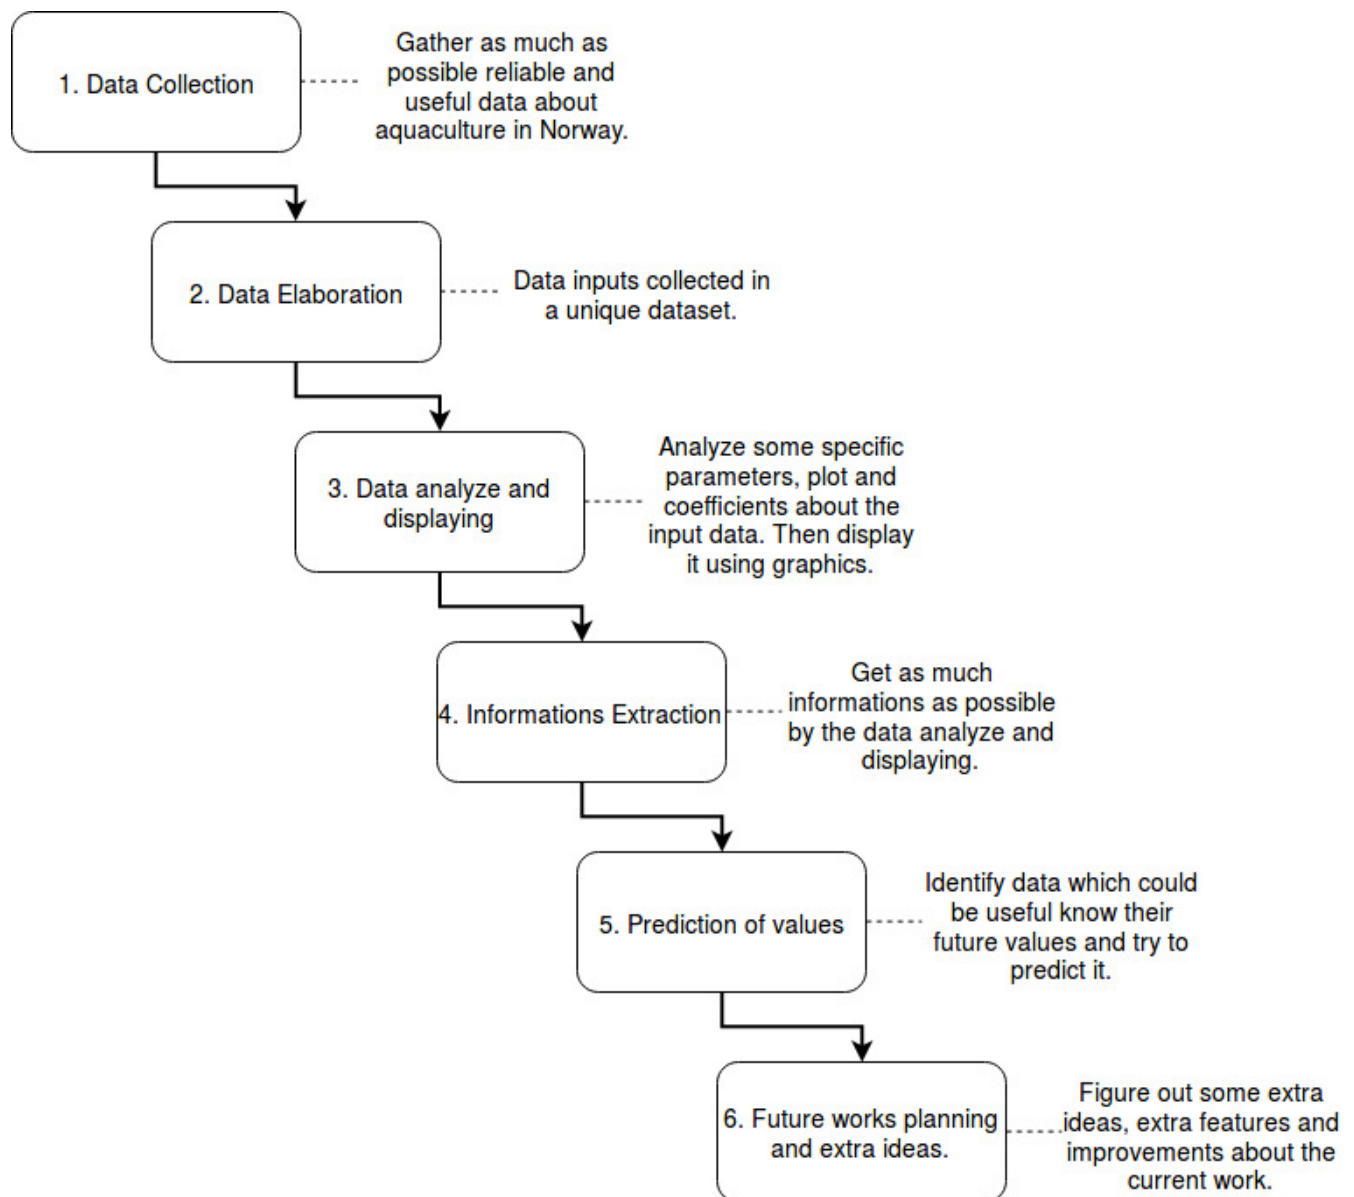 1. Data Collection
Gather as much as
possible reliable and
useful data about
aquaculture in Norway.
2. Data Elaboration
Data inputs collected in
a unique dataset.
3. Data analyze and
displaying
Analyze some specific
parameters, plot and
coefficients about the
input data. Then display
it using graphics.
4. Informations Extraction
Get as much
informations as possible
by the data analyze and
displaying.
5. Prediction of values
Identify data which could
be useful know their
future values and try to
predict it.
6. Future works planning
and extra ideas.
Figure out some extra
ideas, extra features and
improvements about the
current work.